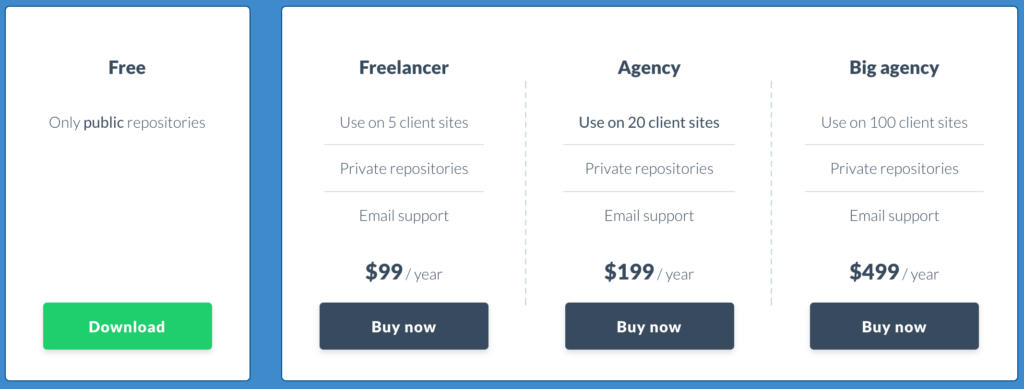 Free
Only public repositories
Download
Freelancer
Use on 5 client sites
Private repositories
Email support
$99 / year
Buy now
Agency
Use on 20 client sites
Private repositories
Email support
$199 / year
Buy now
Big agency
Use on 100 client sites
Private repositories
Email support
$499 / year
Buy now